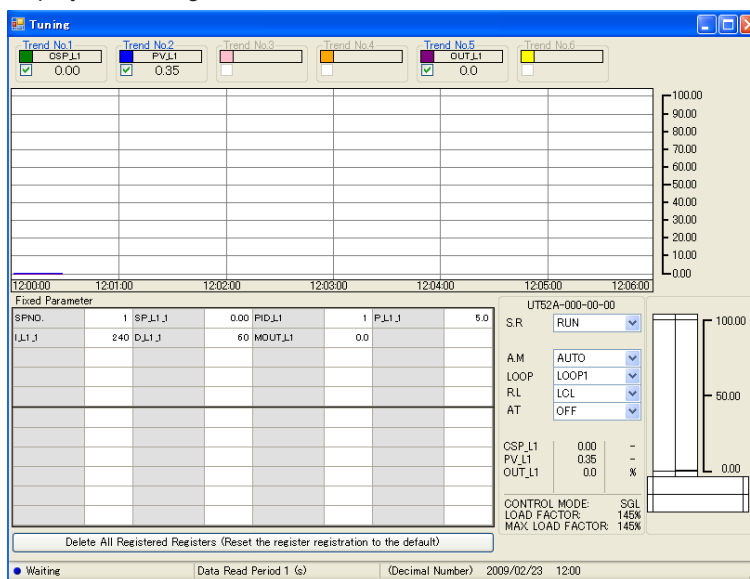 Tuning
Trend No.1 Trend No.2 Trend No.3 Trend No.4 Trend No.5 Trend No.6
CSP_L1 PV_L1 OUT_L1
0.00 0.35 0.0
100.00
90.00
80.00
70.00
60.00
50.00
40.00
30.00
20.00
10.00
0.00
12:00:00 12:01:00 12:02:00 12:03:00 12:04:00 12:05:00 12:06:00
Fixed Parameter
SPNO. 1 SP_L1_1 0.00 PID_L1 1 P_L1_1 5.0
I_L1_1 240 D_L1_1 60 MOUT_L1 0.0
UT52A-000-00-00
S.R RUN
A.M AUTO
LOOP LOOP1
R.L LCL
AT OFF
CSP_L1 0.00 -
PV_L1 0.35 -
OUT_L1 0.0 %
CONTROL MODE: SGL
LOAD FACTOR: 145%
MAX. LOAD FACTOR: 145%
100.00
50.00
0.00
Delete All Registered Registers (Reset the register registration to the default)
Waiting Data Read Period 1 (s) (Decimal Number) 2009/02/23 12:00